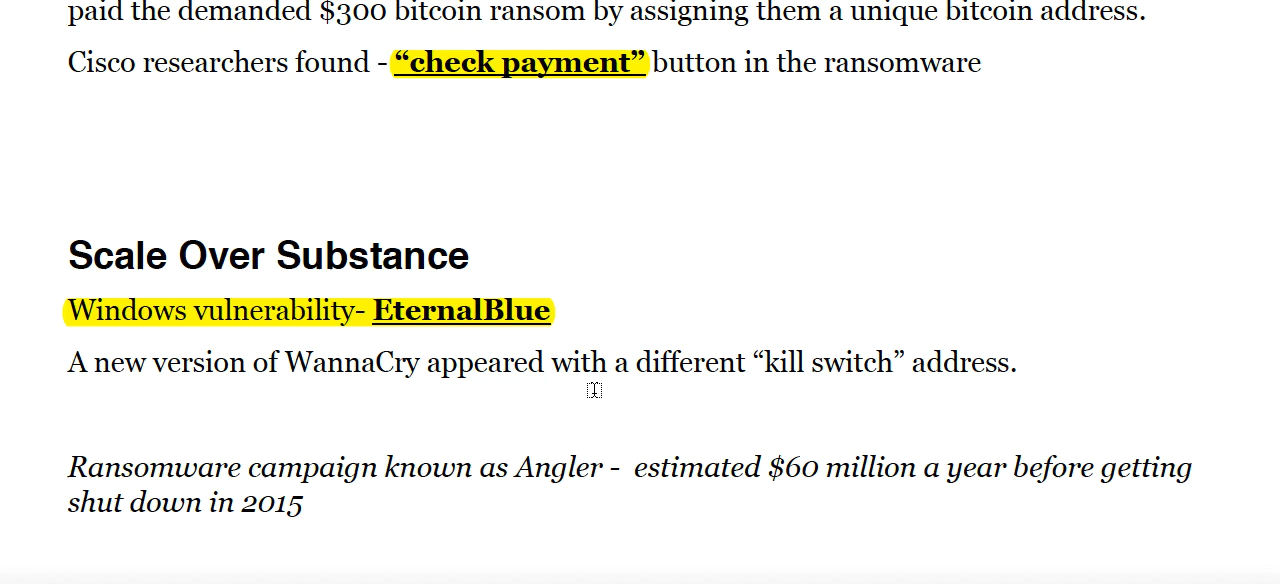 paid the demanded $300 bitcoin ransom by assigning them a unique bitcoin address.
Cisco researchers found - “check payment” button in the ransomware
Scale Over Substance
Windows vulnerability- EternalBlue
A new version of WannaCry appeared with a different “kill switch” address.
Ransomware campaign known as Angler -  estimated $60 million a year before getting
shut down in 2015